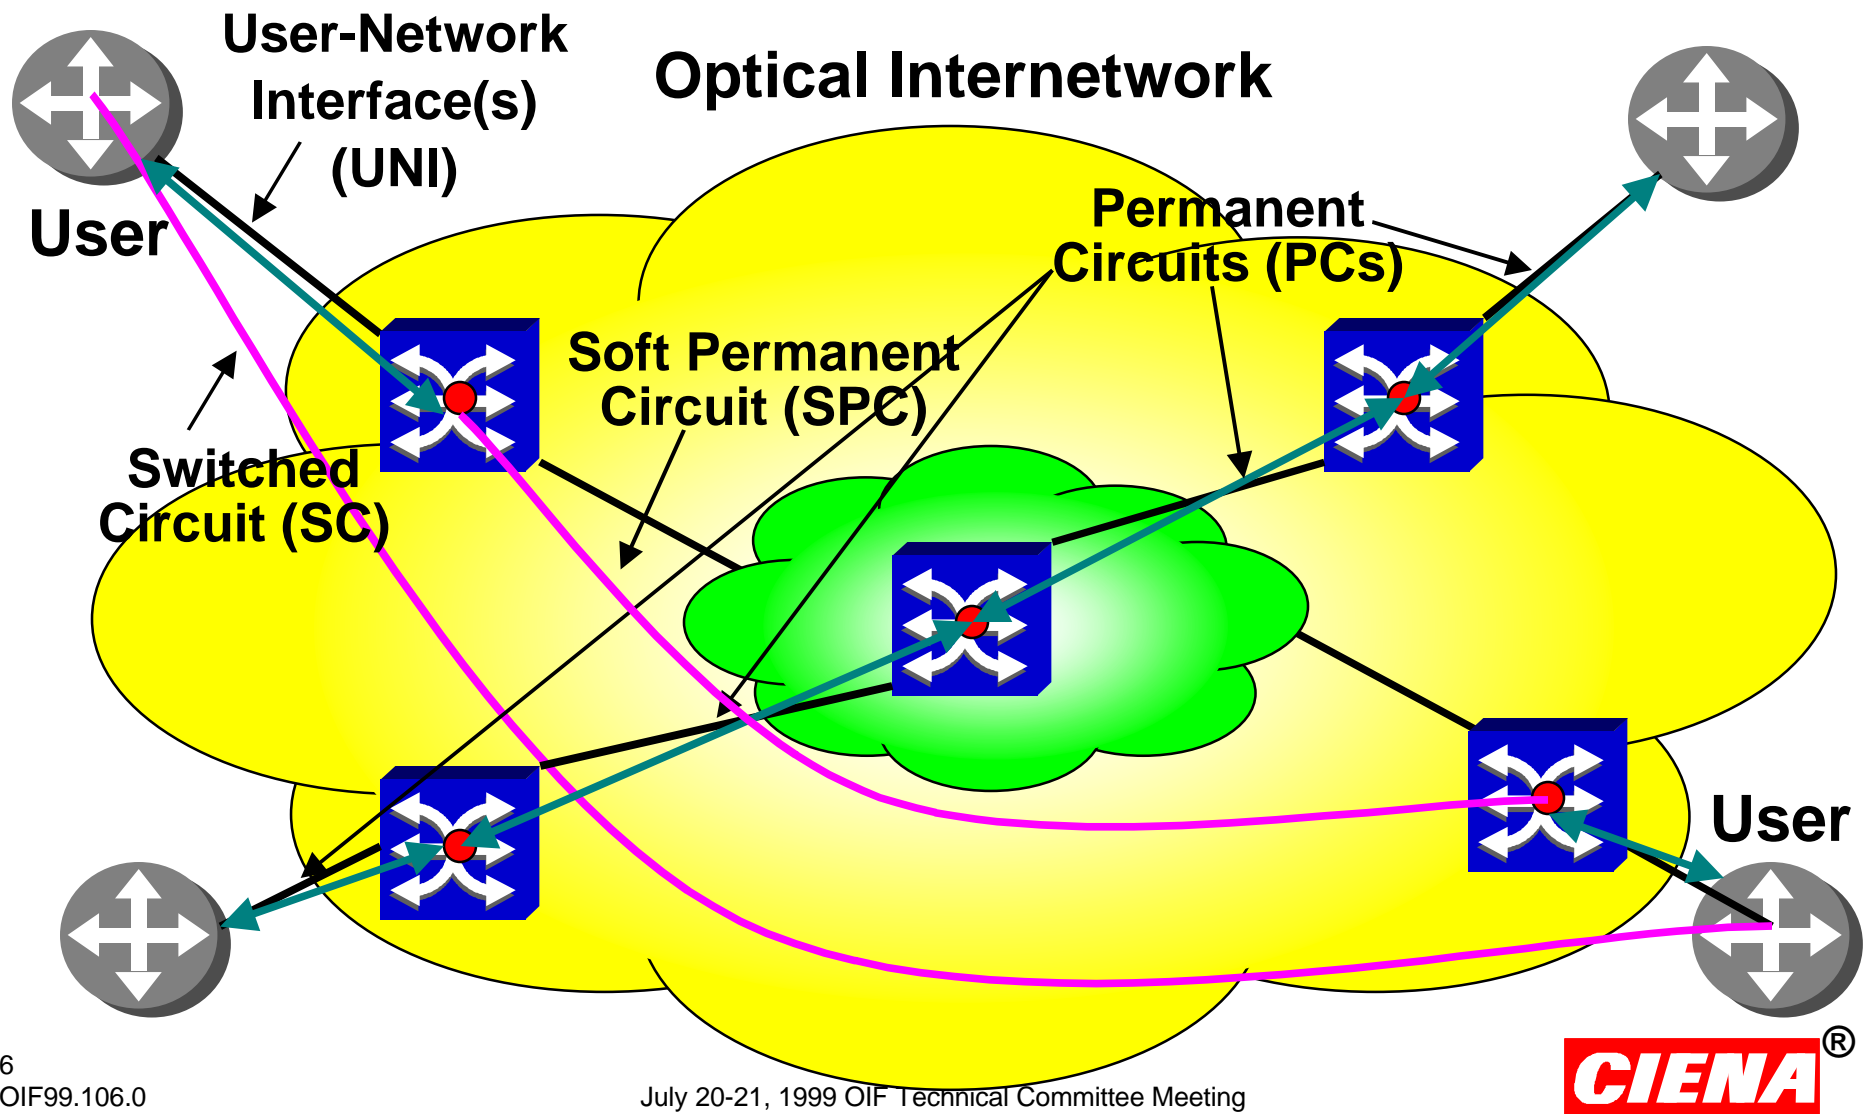 User-Network
Interface(s)
(UNI)
Optical Internetwork
User
Permanent
Circuits (PCs)
Soft Permanent
Circuit (SPC)
Switched
Circuit (SC)
User
6
OIF99.106.0
July 20-21, 1999 OIF Technical Committee Meeting
CIENA®